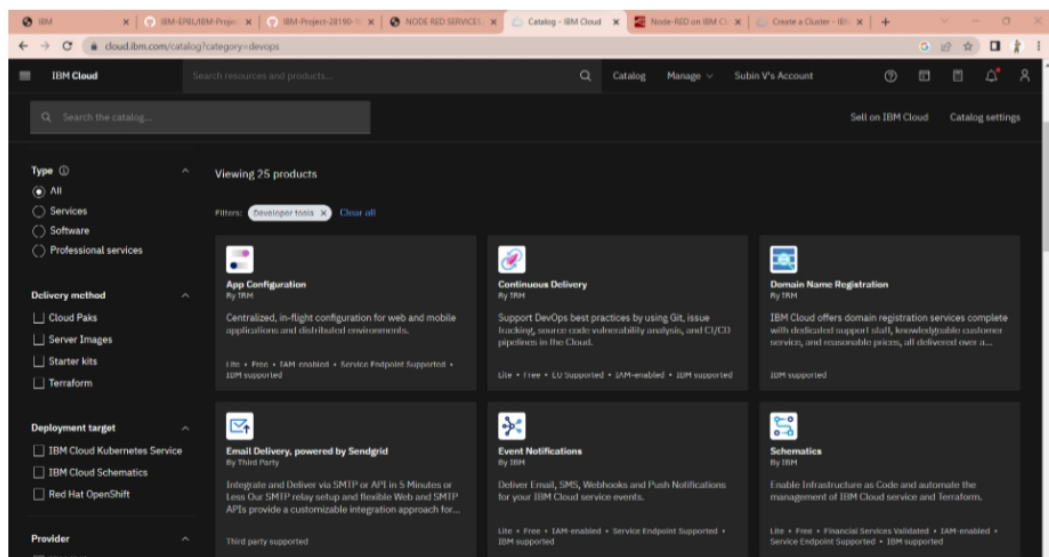 IBM
IBM-EPBL/IBM-Projec
IBM-Project-28190-1
NODE RED SERVICES.
Catalog - IBM Cloud
Node-RED on IBM Cl
Create a Cluster - IB
cloud.ibm.com/catalog?category=devops
IBM Cloud
Search resources and products...
Catalog
Manage
Subin V's Account
Search the catalog...
Sell on IBM Cloud
Catalog settings
Type
All
Services
Software
Professional services
Delivery method
Cloud Paks
Server Images
Starter kits
Terraform
Deployment target
IBM Cloud Kubernetes Service
IBM Cloud Schematics
Red Hat OpenShift
Provider
Viewing 25 products
Filters: Developer tools × Clear all
App Configuration
By IBM
Centralized, in-flight configuration for web and mobile
applications and distributed environments.
Lite • Free • IAM-enabled • Service Endpoint Supported •
IBM supported
Continuous Delivery
By IBM
Support DevOps best practices by using Git, issue
tracking, source code vulnerability analysis, and CI/CD
pipelines in the Cloud.
Lite • Free • EU Supported • IAM-enabled • IBM supported
Domain Name Registration
By IBM
IBM Cloud offers domain registration services complete
with dedicated support staff, knowledgable customer
service, and reasonable prices, all delivered over a...
IBM supported
Email Delivery, powered by Sendgrid
By Third Party
Integrate and Deliver via SMTP or API in 5 Minutes or
Less Our SMTP relay setup and flexible Web and SMTP
APIs provide a customizable integration approach for...
Third party supported
Event Notifications
By IBM
Deliver Email, SMS, Webhooks and Push Notifications
for your IBM Cloud service events.
Lite • Free • IAM-enabled • Service Endpoint Supported •
IBM supported
Schematics
By IBM
Enable Infrastructure as Code and automate the
management of IBM Cloud service and Terraform.
Lite • Free • Financial Services Validated • IAM-enabled •
Service Endpoint Supported • IBM supported